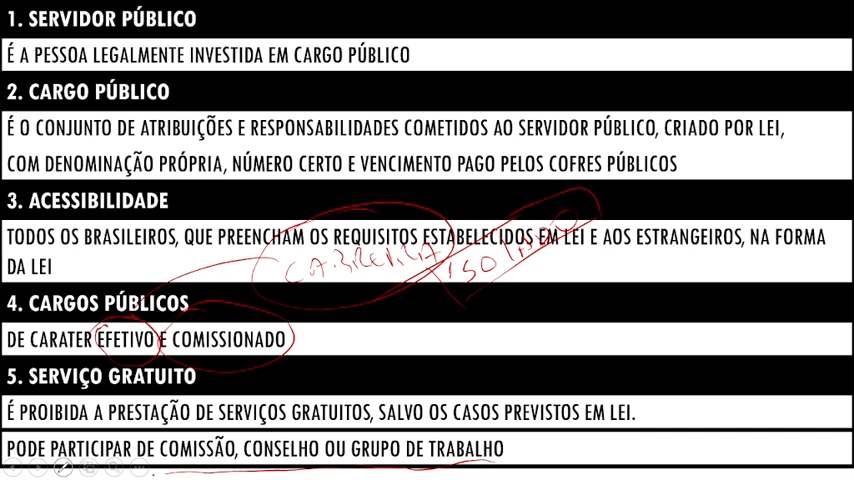 1. SERVIDOR PÚBLICO
É A PESSOA LEGALMENTE INVESTIDA EM CARGO PÚBLICO
2. CARGO PÚBLICO
É O CONJUNTO DE ATRIBUIÇÕES E RESPONSABILIDADES COMETIDOS AO SERVIDOR PÚBLICO, CRIADO POR LEI,
COM DENOMINAÇÃO PRÓPRIA, NÚMERO CERTO E VENCIMENTO PAGO PELOS COFRES PÚBLICOS
3. ACESSIBILIDADE
TODOS OS BRASILEIROS, QUE PREENCHAM OS REQUISITOS ESTABELECIDOS EM LEI E AOS ESTRANGEIROS, NA FORMA
DA LEI
ISOLADO
4. CARGOS PÚBLICOS
DE CARATER EFETIVO E COMISSIONADO
5. SERVIÇO GRATUITO
É PROIBIDA A PRESTAÇÃO DE SERVIÇOS GRATUITOS, SALVO OS CASOS PREVISTOS EM LEI.
PODE PARTICIPAR DE COMISSÃO, CONSELHO OU GRUPO DE TRABALHO